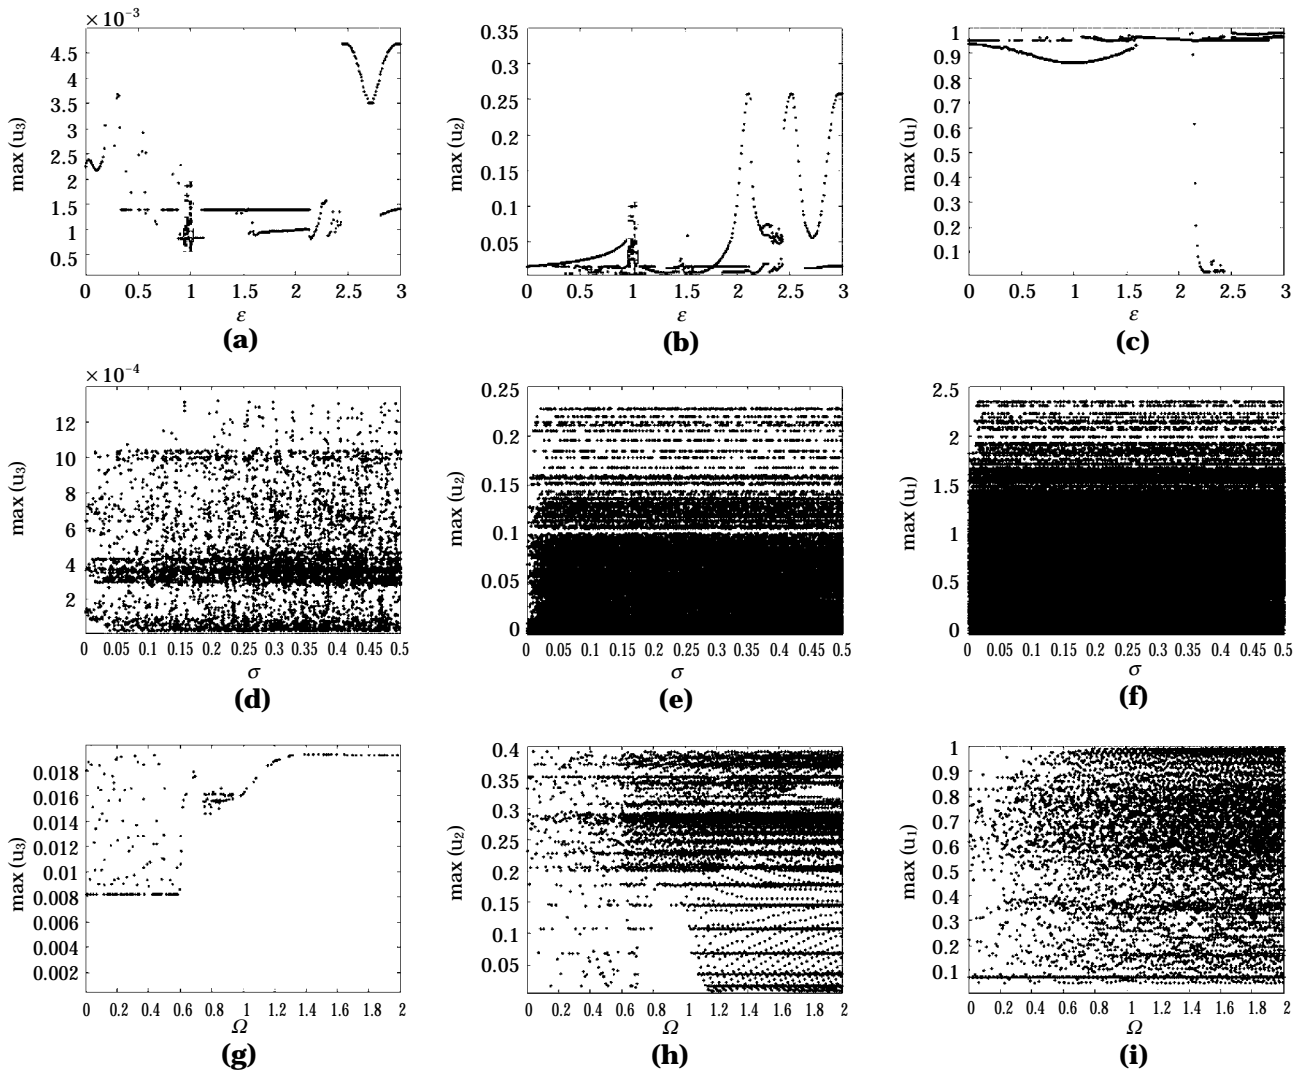 ×10⁻³
max (u₃)
4.5
3.5
2.5
2
1.5
1
0.5
0 0.5 1 1.5 2 2.5 3
ε
(a)
max (u₂)
0.35
0.3
0.25
0.2
0.15
0.1
0.05
0 0.5 1 1.5 2 2.5 3
ε
(b)
max (u₁)
1
0.9
0.8
0.7
0.6
0.5
0.4
0.3
0.2
0.1
0 0.5 1 1.5 2 2.5 3
ε
(c)
×10⁻⁴
max (u₃)
12
10
8
6
4
2
0 0.05 0.1 0.15 0.2 0.25 0.3 0.35 0.4 0.45 0.5
σ
(d)
max (u₂)
0.25
0.2
0.15
0.1
0.05
0
0 0.05 0.1 0.15 0.2 0.25 0.3 0.35 0.4 0.45 0.5
σ
(e)
max (u₁)
2.5
2
1.5
1
0.5
0
0 0.05 0.1 0.15 0.2 0.25 0.3 0.35 0.4 0.45 0.5
σ
(f)
max (u₃)
0.018
0.016
0.014
0.012
0.01
0.008
0.006
0.004
0.002
0 0.2 0.4 0.6 0.8 1 1.2 1.4 1.6 1.8 2
Ω
(g)
max (u₂)
0.4
0.35
0.3
0.25
0.2
0.15
0.1
0.05
0 0.2 0.4 0.6 0.8 1 1.2 1.4 1.6 1.8 2
Ω
(h)
max (u₁)
1
0.9
0.8
0.7
0.6
0.5
0.4
0.3
0.2
0.1
0 0.2 0.4 0.6 0.8 1 1.2 1.4 1.6 1.8 2
Ω
(i)